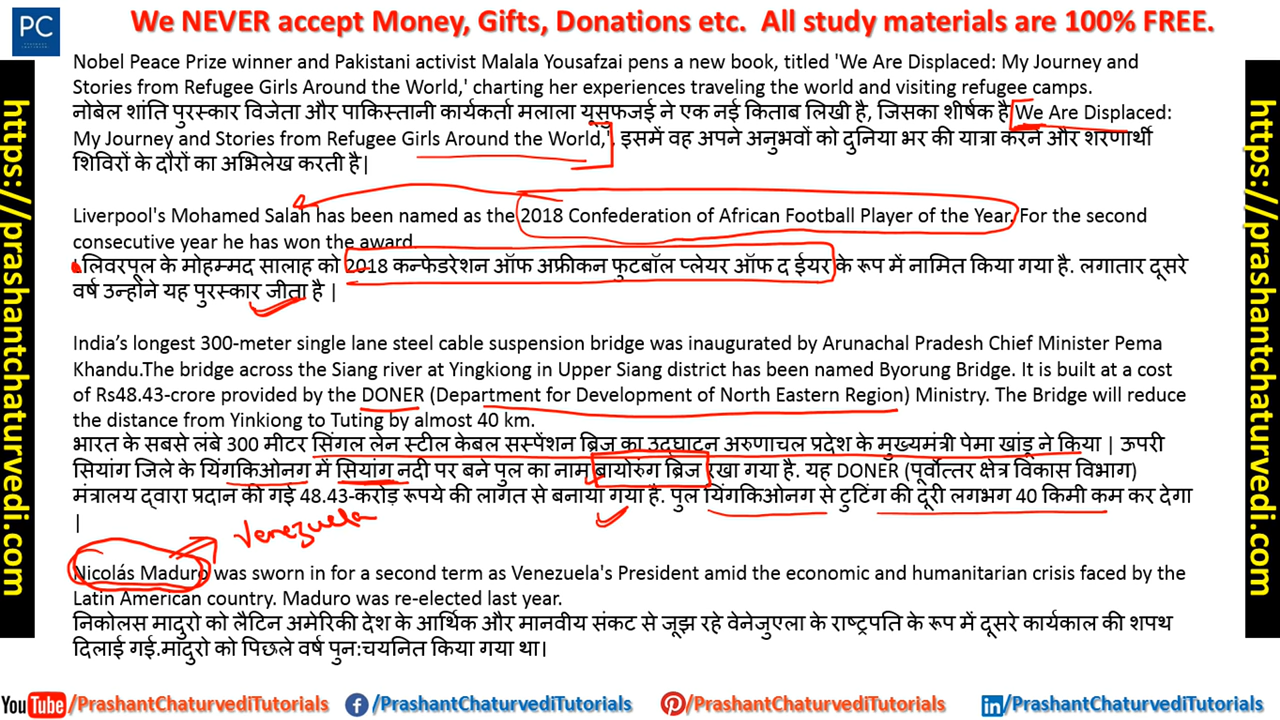 PC
PRASHANT CHATURVEDI
We NEVER accept Money, Gifts, Donations etc. All study materials are 100% FREE.
https://prashantchaturvedi.com
Nobel Peace Prize winner and Pakistani activist Malala Yousafzai pens a new book, titled 'We Are Displaced: My Journey and
Stories from Refugee Girls Around the World,' charting her experiences traveling the world and visiting refugee camps.
नोबेल शांति पुरस्कार विजेता और पाकिस्तानी कार्यकर्ता मलाला यूसुफजई ने एक नई किताब लिखी है, जिसका शीर्षक है 'We Are Displaced:
My Journey and Stories from Refugee Girls Around the World,'. इसमें वह अपने अनुभवों को दुनिया भर की यात्रा करने और शरणार्थी
शिविरों के दौरों का अभिलेख करती है|
Liverpool's Mohamed Salah has been named as the 2018 Confederation of African Football Player of the Year. For the second
consecutive year he has won the award.
'लिवरपूल के मोहम्मद सालाह को 2018 कन्फेडरेशन ऑफ अफ्रीकन फुटबॉल प्लेयर ऑफ द ईयर के रूप में नामित किया गया है. लगातार दूसरे
वर्ष उन्होंने यह पुरस्कार जीता है |
India's longest 300-meter single lane steel cable suspension bridge was inaugurated by Arunachal Pradesh Chief Minister Pema
Khandu.The bridge across the Siang river at Yingkiong in Upper Siang district has been named Byorung Bridge. It is built at a cost
of Rs48.43-crore provided by the DONER (Department for Development of North Eastern Region) Ministry. The Bridge will reduce
the distance from Yinkiong to Tuting by almost 40 km.
भारत के सबसे लंबे 300 मीटर सिंगल लेन स्टील केबल सस्पेंशन ब्रिज का उदघाटन अरुणाचल प्रदेश के मुख्यमंत्री पेमा खांडू ने किया | ऊपरी
सियांग जिले के यिंगकिओनग में सियांग नदी पर बने पुल का नाम बायोरुंग ब्रिज रखा गया है. यह DONER (पूर्वोत्तर क्षेत्र विकास विभाग)
मंत्रालय द्वारा प्रदान की गई 48.43-करोड़ रूपये की लागत से बनाया गया है. पुल यिंगकिओनग से टुटिंग की दूरी लगभग 40 किमी कम कर देगा
|
Venezuela
Nicolás Maduro was sworn in for a second term as Venezuela's President amid the economic and humanitarian crisis faced by the
Latin American country. Maduro was re-elected last year.
निकोलस मादुरो को लैटिन अमेरिकी देश के आर्थिक और मानवीय संकट से जूझ रहे वेनेजुएला के राष्ट्रपति के रूप में दूसरे कार्यकाल की शपथ
दिलाई गई.मादुरो को पिछले वर्ष पुन:चयनित किया गया था।
https://prashantchaturvedi.com
YouTube /PrashantChaturvediTutorials f /PrashantChaturvediTutorials /PrashantChaturvediTutorials in /PrashantChaturvediTutorials